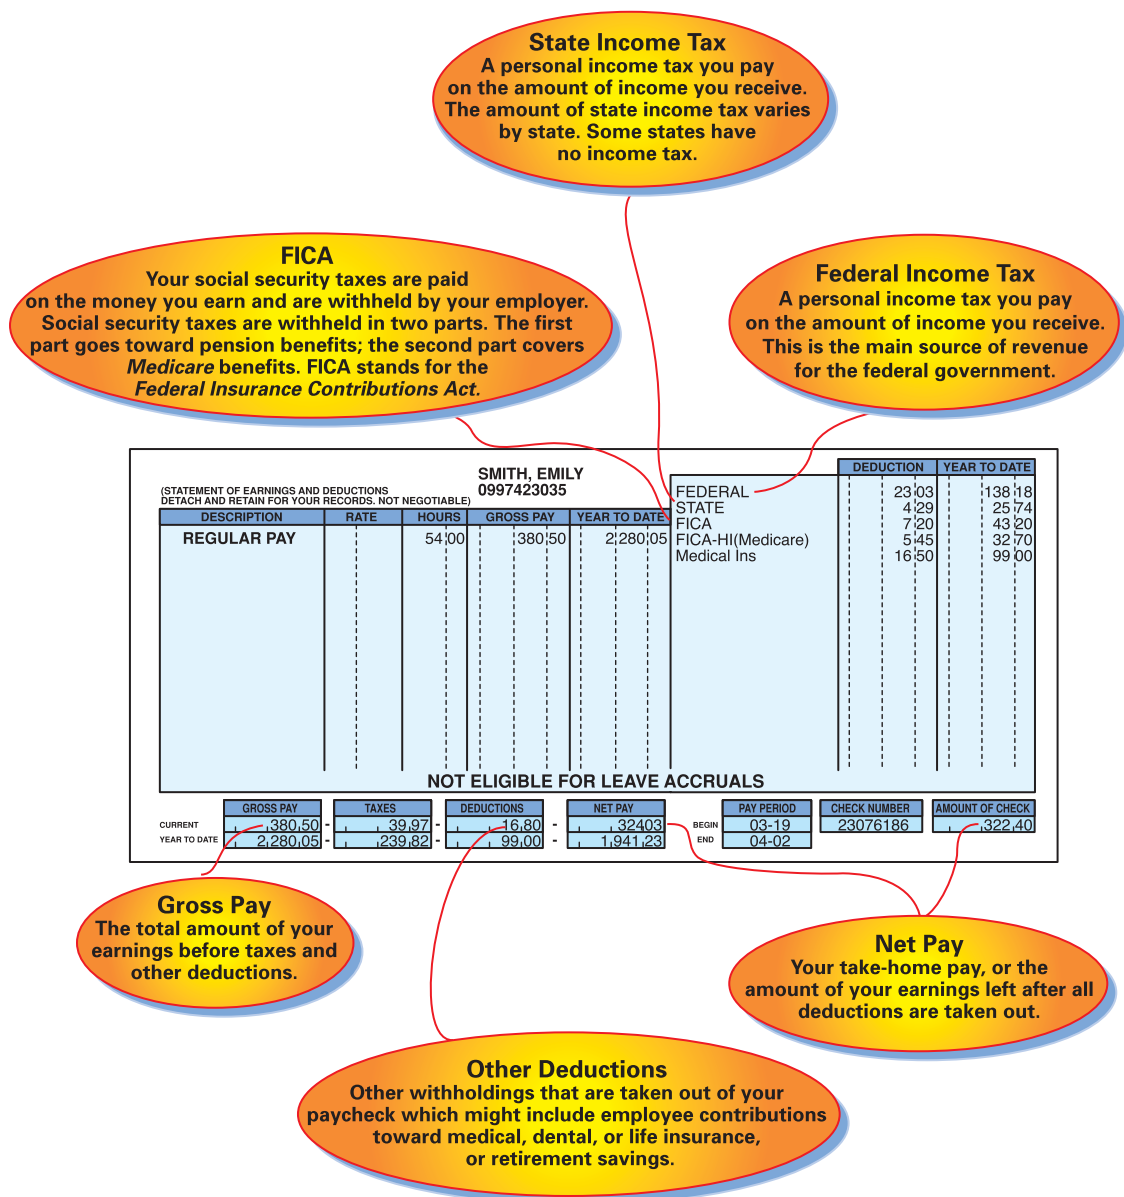 State Income Tax
A personal income tax you pay
on the amount of income you receive.
The amount of state income tax varies
by state. Some states have
no income tax.
FICA
Your social security taxes are paid
on the money you earn and are withheld by your employer.
Social security taxes are withheld in two parts. The first
part goes toward pension benefits; the second part covers
Medicare benefits. FICA stands for the
Federal Insurance Contributions Act.
Federal Income Tax
A personal income tax you pay
on the amount of income you receive.
This is the main source of revenue
for the federal government.
SMITH, EMILY
0997423035
(STATEMENT OF EARNINGS AND DEDUCTIONS
DETACH AND RETAIN FOR YOUR RECORDS. NOT NEGOTIABLE)
DESCRIPTION RATE HOURS GROSS PAY YEAR TO DATE
REGULAR PAY 54 00 380 50 2 280 05
DEDUCTION YEAR TO DATE
FEDERAL 23 03 138 18
STATE 4 29 25 74
FICA 7 20 43 20
FICA-HI(Medicare) 5 45 32 70
Medical Ins 16 50 99 00
NOT ELIGIBLE FOR LEAVE ACCRUALS
GROSS PAY TAXES DEDUCTIONS NET PAY PAY PERIOD CHECK NUMBER AMOUNT OF CHECK
CURRENT 380,50 - 39,97 - 16,80 - 32403 BEGIN 03-19 23076186 322,40
YEAR TO DATE 2,280,05 - 239,82 - 99,00 - 1,941,23 END 04-02
Gross Pay
The total amount of your
earnings before taxes and
other deductions.
Net Pay
Your take-home pay, or the
amount of your earnings left after all
deductions are taken out.
Other Deductions
Other withholdings that are taken out of your
paycheck which might include employee contributions
toward medical, dental, or life insurance,
or retirement savings.